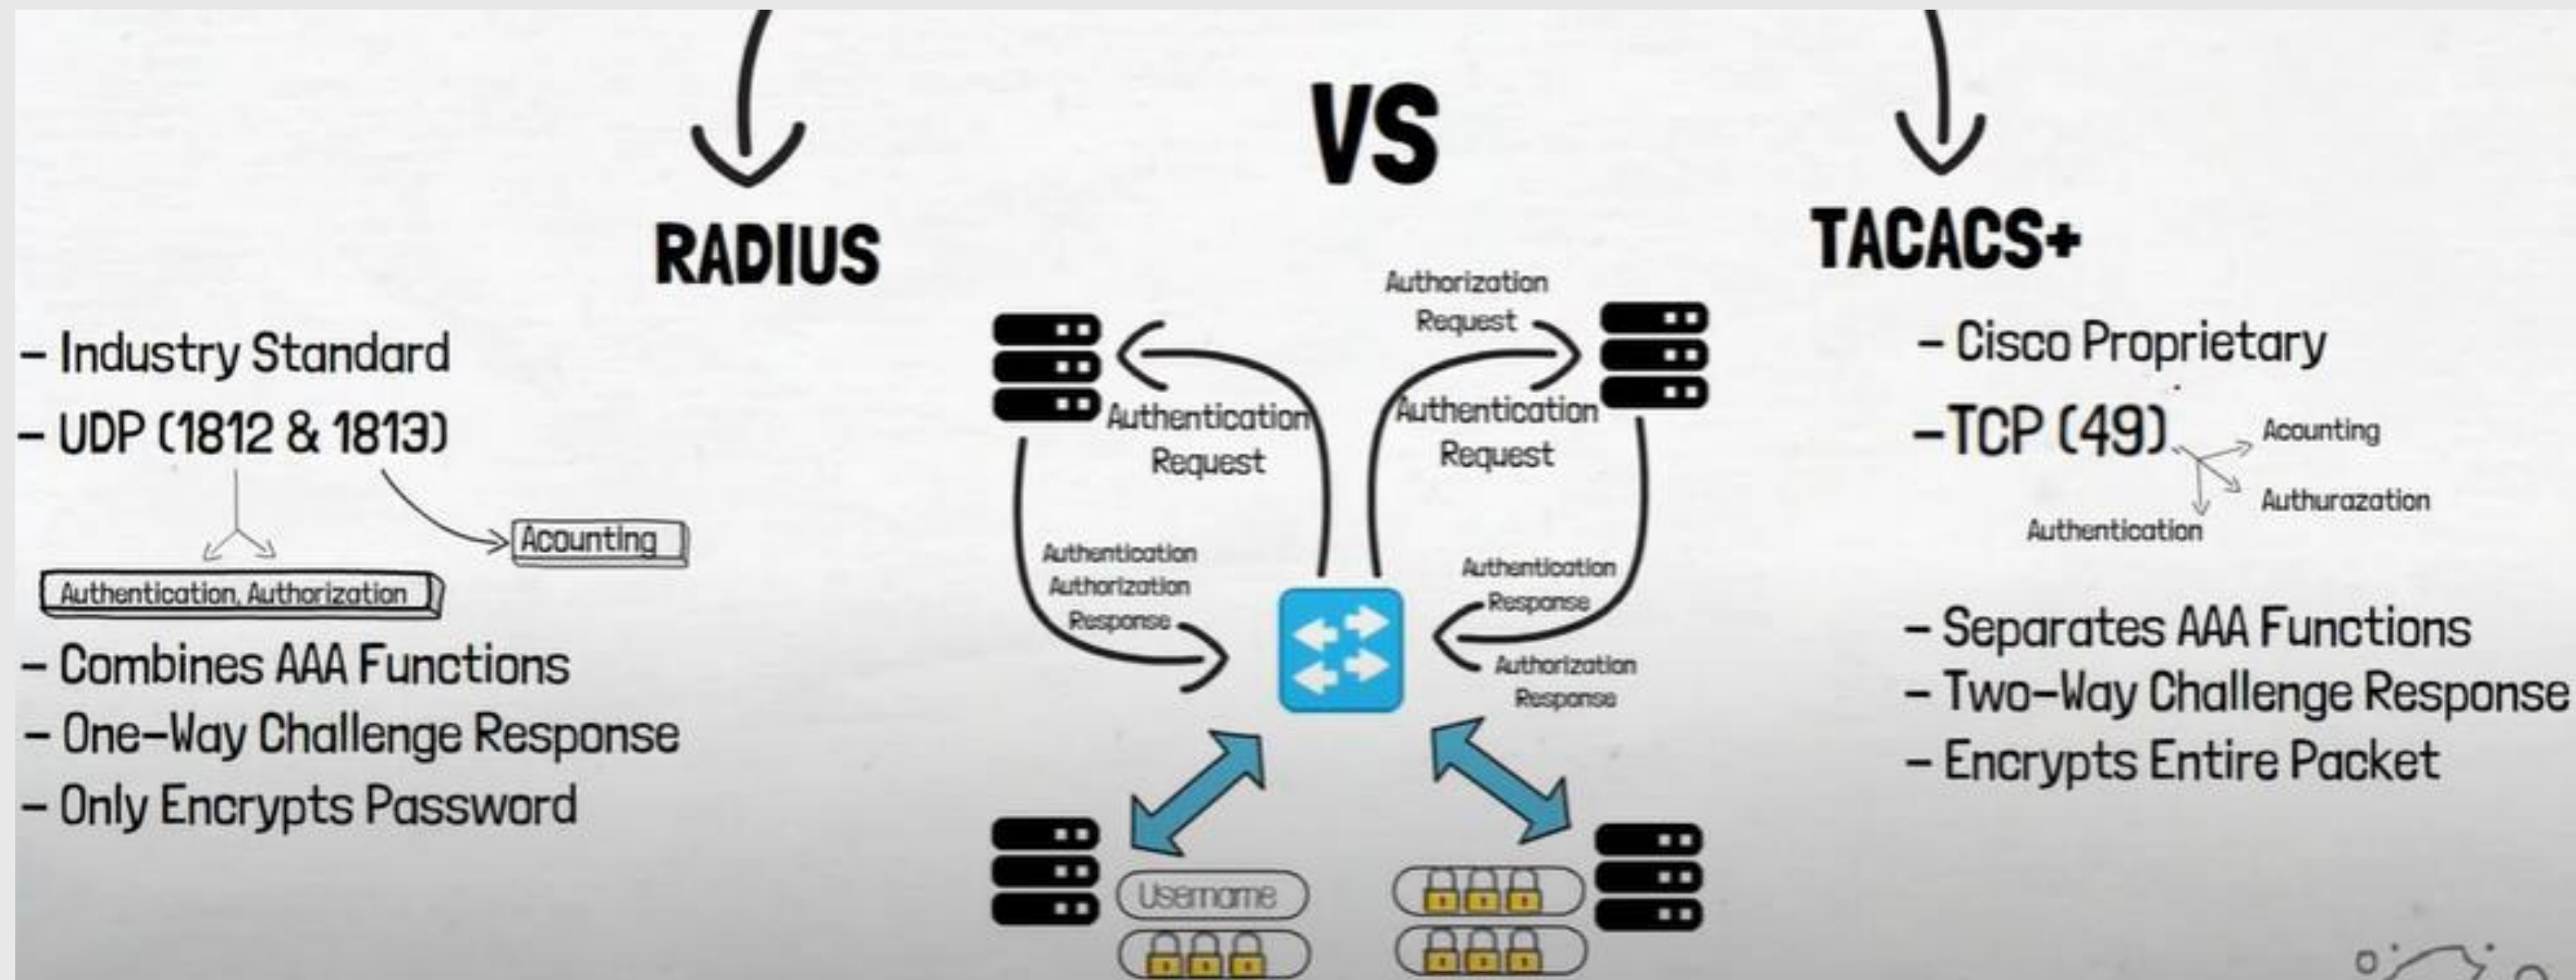 VS
RADIUS
- Industry Standard
- UDP (1812 & 1813)
Acounting
Authentication, Authorization
- Combines AAA Functions
- One-Way Challenge Response
- Only Encrypts Password
Authentication
Request
Authentication
Authorization
Response
Username
Authorization
Request
Authentication
Request
Authentication
Response
Authorization
Response
TACACS+
- Cisco Proprietary
- TCP (49)
Acounting
Authurazation
Authentication
- Separates AAA Functions
- Two-Way Challenge Response
- Encrypts Entire Packet